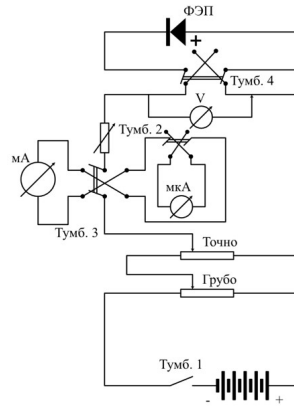 ФЭП
+
Тумб. 4
V
Тумб. 2
мА
мкА
Тумб. 3
Точно
Грубо
Тумб. 1
- +